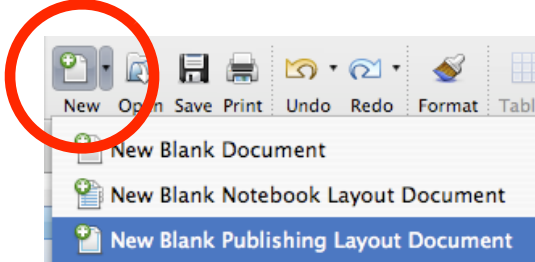 New Open Save Print Undo Redo Format Tabl
New Blank Document
New Blank Notebook Layout Document
New Blank Publishing Layout Document